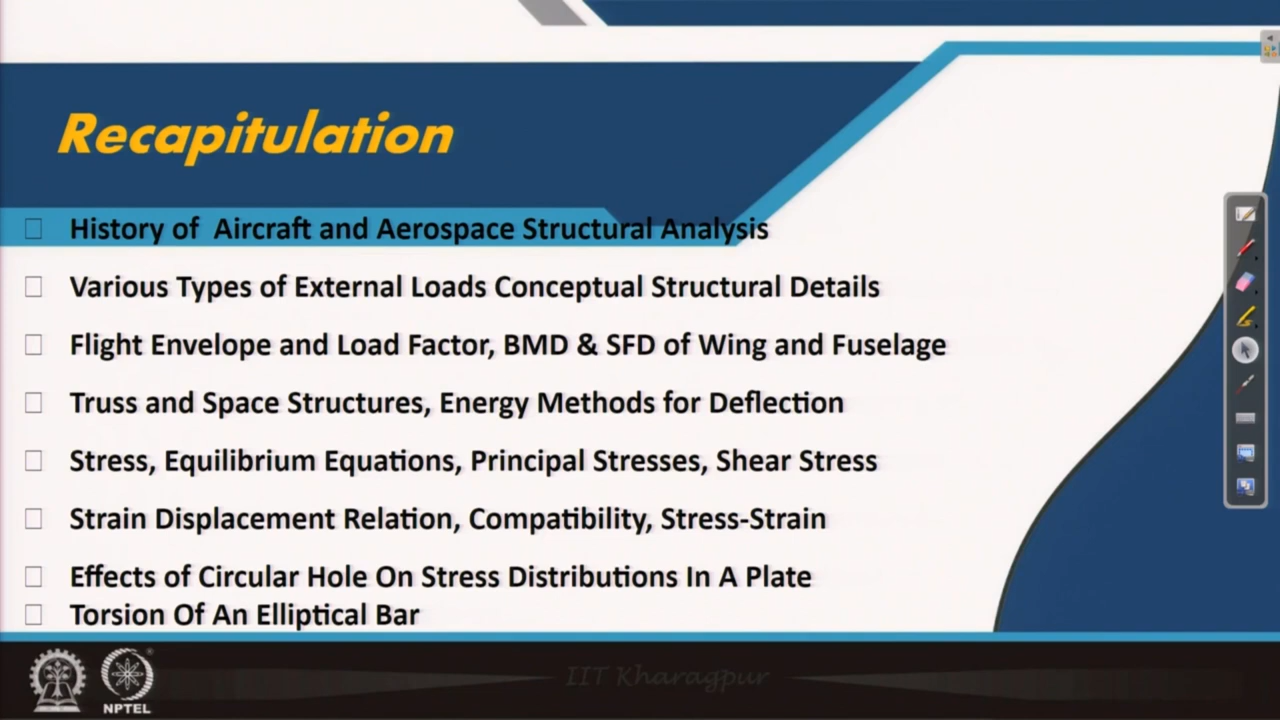 Recapitulation
History of Aircraft and Aerospace Structural Analysis
Various Types of External Loads Conceptual Structural Details
Flight Envelope and Load Factor, BMD & SFD of Wing and Fuselage
Truss and Space Structures, Energy Methods for Deflection
Stress, Equilibrium Equations, Principal Stresses, Shear Stress
Strain Displacement Relation, Compatibility, Stress-Strain
Effects of Circular Hole On Stress Distributions In A Plate
Torsion Of An Elliptical Bar
IIT Kharagpur
NPTEL